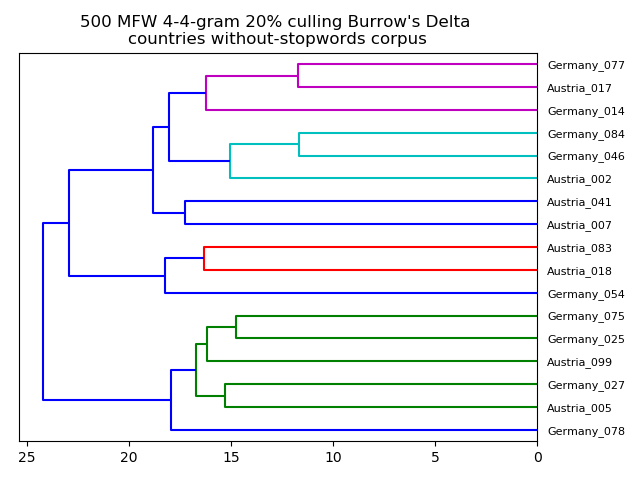 500 MFW 4-4-gram 20% culling Burrow's Delta
countries without-stopwords corpus
Germany_077
Austria_017
Germany_014
Germany_084
Germany_046
Austria_002
Austria_041
Austria_007
Austria_083
Austria_018
Germany_054
Germany_075
Germany_025
Austria_099
Germany_027
Austria_005
Germany_078
25 20 15 10 5 0